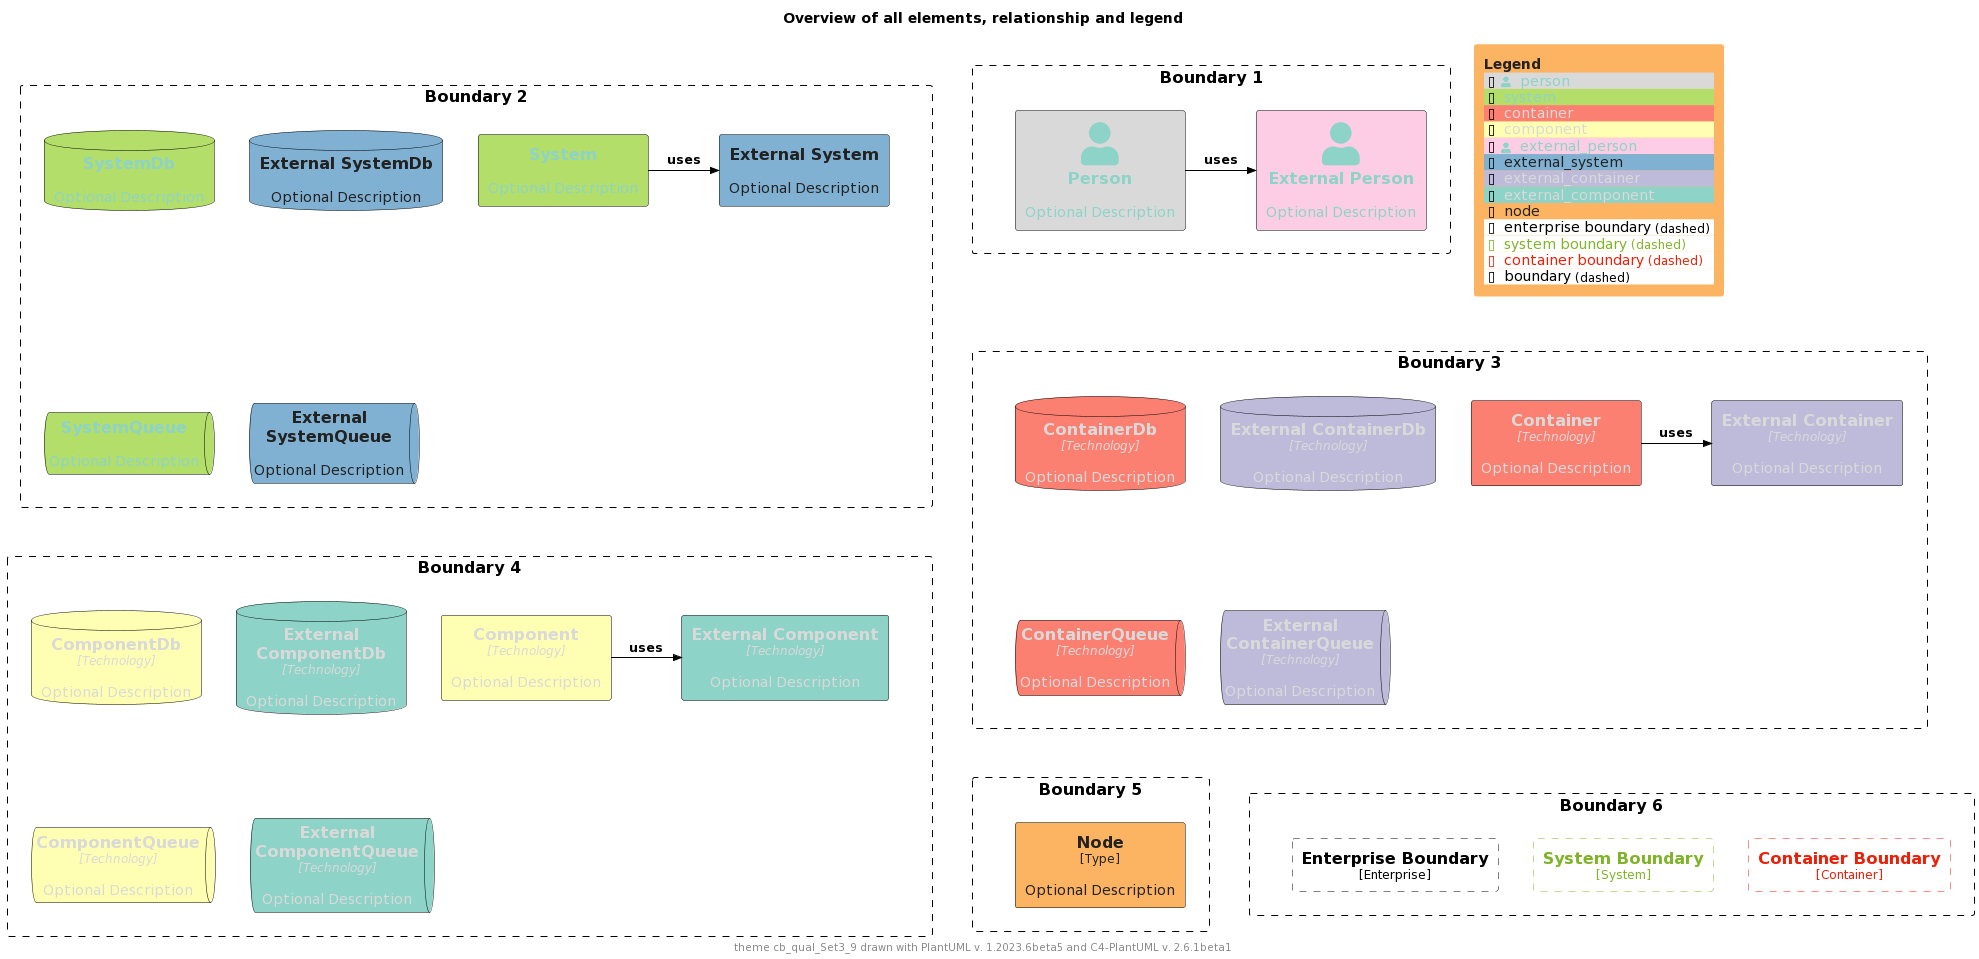 Overview of all elements, relationship and legend
Boundary 2
SystemDb
Optional Description
External SystemDb
Optional Description
System
Optional Description
uses
External System
Optional Description
SystemQueue
Optional Description
External
SystemQueue
Optional Description
Boundary 1
Person
Optional Description
uses
External Person
Optional Description
Legend
person
system
container
component
external_person
external_system
external_container
external_component
node
enterprise boundary (dashed)
system boundary (dashed)
container boundary (dashed)
boundary (dashed)
Boundary 3
ContainerDb
[Technology]
Optional Description
External ContainerDb
[Technology]
Optional Description
Container
[Technology]
Optional Description
uses
External Container
[Technology]
Optional Description
ContainerQueue
[Technology]
Optional Description
External
ContainerQueue
[Technology]
Optional Description
Boundary 4
ComponentDb
[Technology]
Optional Description
External
ComponentDb
[Technology]
Optional Description
Component
[Technology]
Optional Description
uses
External Component
[Technology]
Optional Description
ComponentQueue
[Technology]
Optional Description
External
ComponentQueue
[Technology]
Optional Description
Boundary 5
Node
[Type]
Optional Description
Boundary 6
Enterprise Boundary
[Enterprise]
System Boundary
[System]
Container Boundary
[Container]
theme cb_qual_Set3_9 drawn with PlantUML v. 1.2023.6beta5 and C4-PlantUML v. 2.6.1beta1